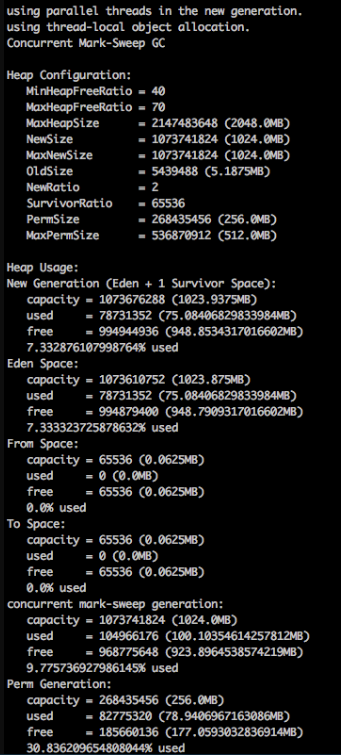 using parallel threads in the new generation.
using thread-local object allocation.
Concurrent Mark-Sweep GC
Heap Configuration:
MinHeapFreeRatio = 40
MaxHeapFreeRatio = 70
MaxHeapSize = 2147483648 (2048.0MB)
NewSize = 1073741824 (1024.0MB)
MaxNewSize = 1073741824 (1024.0MB)
OldSize = 5439488 (5.1875MB)
NewRatio = 2
SurvivorRatio = 65536
PermSize = 268435456 (256.0MB)
MaxPermSize = 536870912 (512.0MB)
Heap Usage:
New Generation (Eden + 1 Survivor Space):
capacity = 1073676288 (1023.9375MB)
used = 78731352 (75.08406829833984MB)
free = 994944936 (948.8534317016602MB)
7.332876107998764% used
Eden Space:
capacity = 1073610752 (1023.875MB)
used = 78731352 (75.08406829833984MB)
free = 994879400 (948.7909317016602MB)
7.333323725878632% used
From Space:
capacity = 65536 (0.0625MB)
used = 0 (0.0MB)
free = 65536 (0.0625MB)
0.0% used
To Space:
capacity = 65536 (0.0625MB)
used = 0 (0.0MB)
free = 65536 (0.0625MB)
0.0% used
concurrent mark-sweep generation:
capacity = 1073741824 (1024.0MB)
used = 104966176 (100.10354614257812MB)
free = 968775648 (923.8964538574219MB)
9.775736927986145% used
Perm Generation:
capacity = 268435456 (256.0MB)
used = 82775320 (78.9406967163086MB)
free = 185660136 (177.0593032836914MB)
30.836209654808044% used